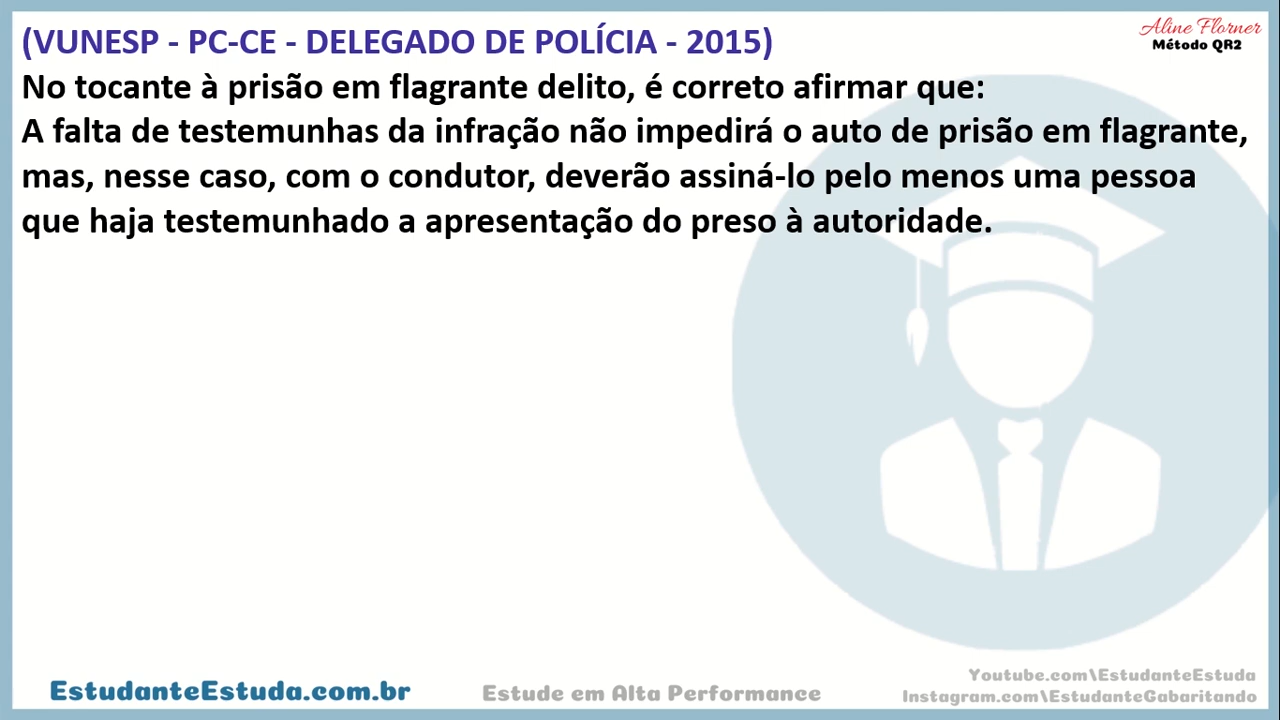 (VUNESP - PC-CE - DELEGADO DE POLÍCIA - 2015)
Aline Florner
Método QR2
No tocante à prisão em flagrante delito, é correto afirmar que:
A falta de testemunhas da infração não impedirá o auto de prisão em flagrante,
mas, nesse caso, com o condutor, deverão assiná-lo pelo menos uma pessoa
que haja testemunhado a apresentação do preso à autoridade.
EstudanteEstuda.com.br
Estude em Alta Performance
Youtube.com\EstudanteEstuda
Instagram.com\EstudanteGabaritando